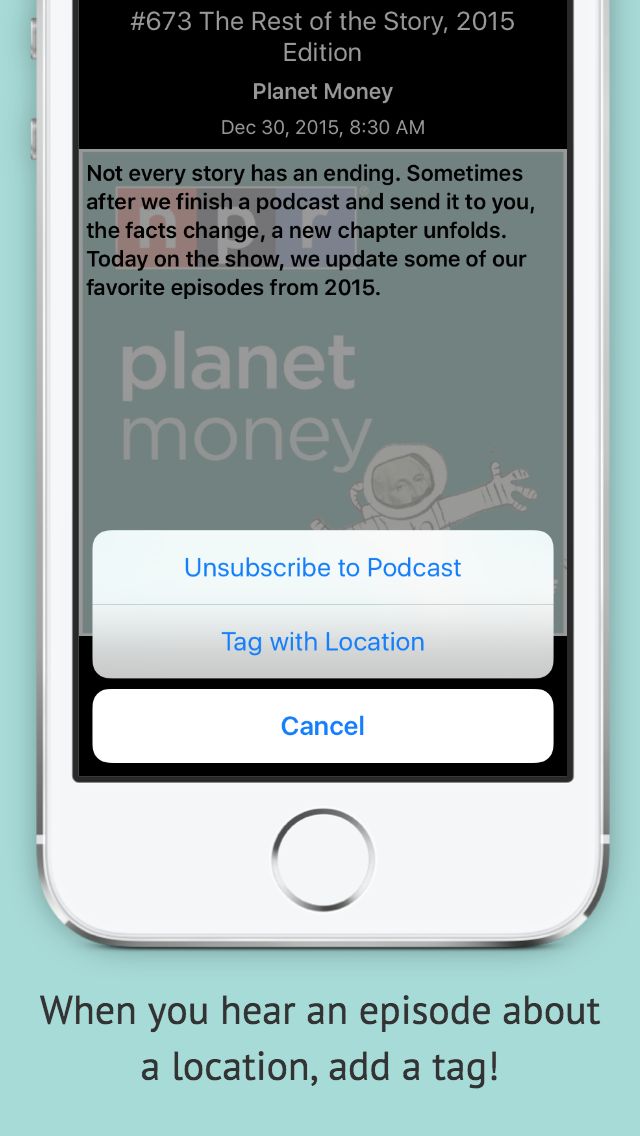 #673 The Rest of the Story, 2015
Edition
Planet Money
Dec 30, 2015, 8:30 AM
Not every story has an ending. Sometimes
after we finish a podcast and send it to you,
the facts change, a new chapter unfolds.
Today on the show, we update some of our
favorite episodes from 2015.
npr®
planet
money
Unsubscribe to Podcast
Tag with Location
Cancel
When you hear an episode about
a location, add a tag!